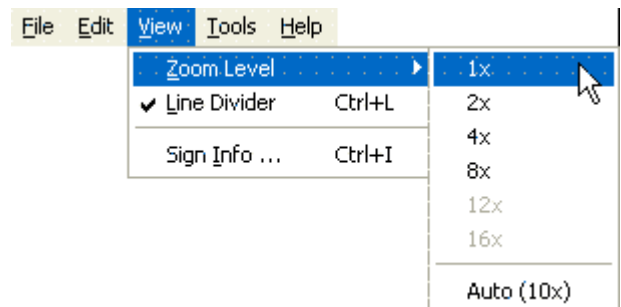 File Edit View Tools Help
Zoom Level 1x
Line Divider Ctrl+L 2x
4x
Sign Info ... Ctrl+I 8x
12x
16x
Auto (10x)